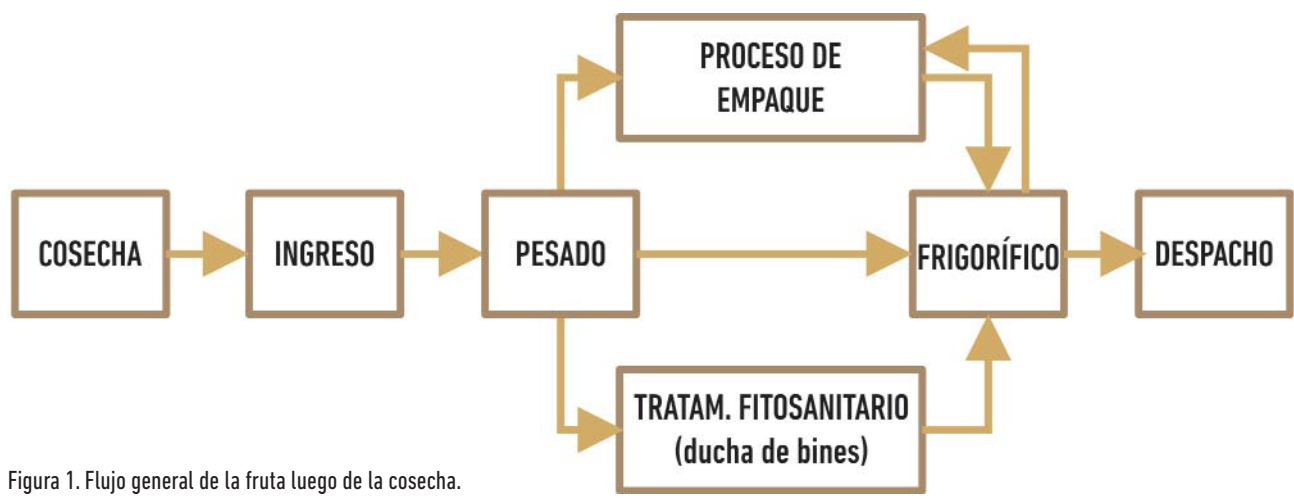 PROCESO DE
EMPAQUE
COSECHA
INGRESO
PESADO
FRIGORÍFICO
DESPACHO
TRATAM. FITOSANITARIO
(ducha de bines)
Figura 1. Flujo general de la fruta luego de la cosecha.